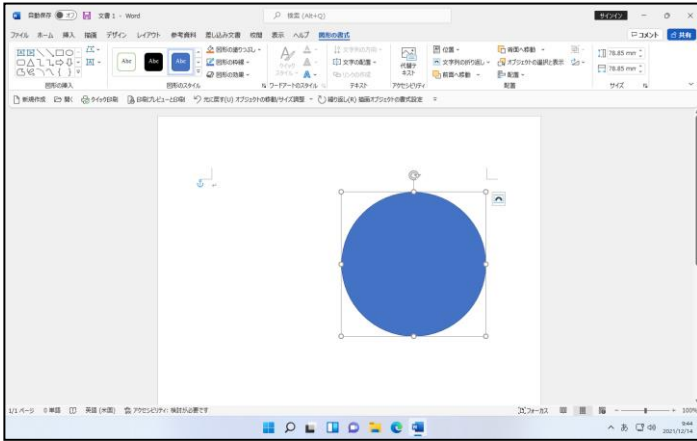 自動保存 オフ 文書 1 - Word 検索 (Alt+Q) サインイン
ファイル ホーム 挿入 描画 デザイン レイアウト 参考資料 差し込み文書 校閲 表示 ヘルプ 図形の書式 コメント 共有
Abc Abc Abc
図形の塗りつぶし
図形の枠線
図形の効果
クイック
スタイル
文字列の方向
文字の配置
リンクの作成
代替テ
キスト
位置
文字列の折り返し
前面へ移動
背面へ移動
オブジェクトの選択と表示
配置
78.85 mm
78.85 mm
図形の挿入 図形のスタイル ワードアートのスタイル テキスト アクセシビリティ 配置 サイズ
新規作成 開く クイック印刷 印刷プレビューと印刷 元に戻す(U) オブジェクトの移動/サイズ調整 繰り返し(R) 描画オブジェクトの書式設定
1/1 ページ 0 単語 英語 (米国) アクセシビリティ: 検討が必要です フォーカス 100%
あ
2021/12/14